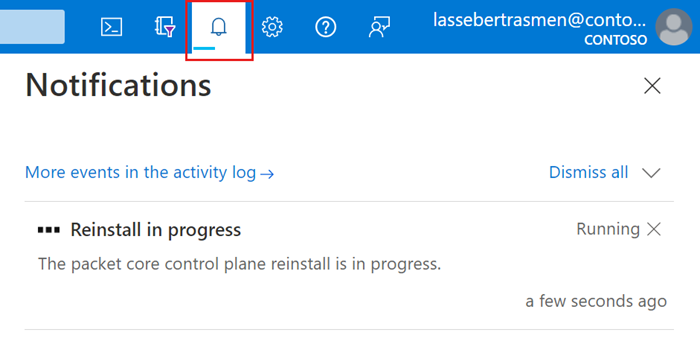 lassebertrasmen@conto...
CONTOSO
Notifications
More events in the activity log →
Dismiss all
Reinstall in progress
Running
The packet core control plane reinstall is in progress.
a few seconds ago